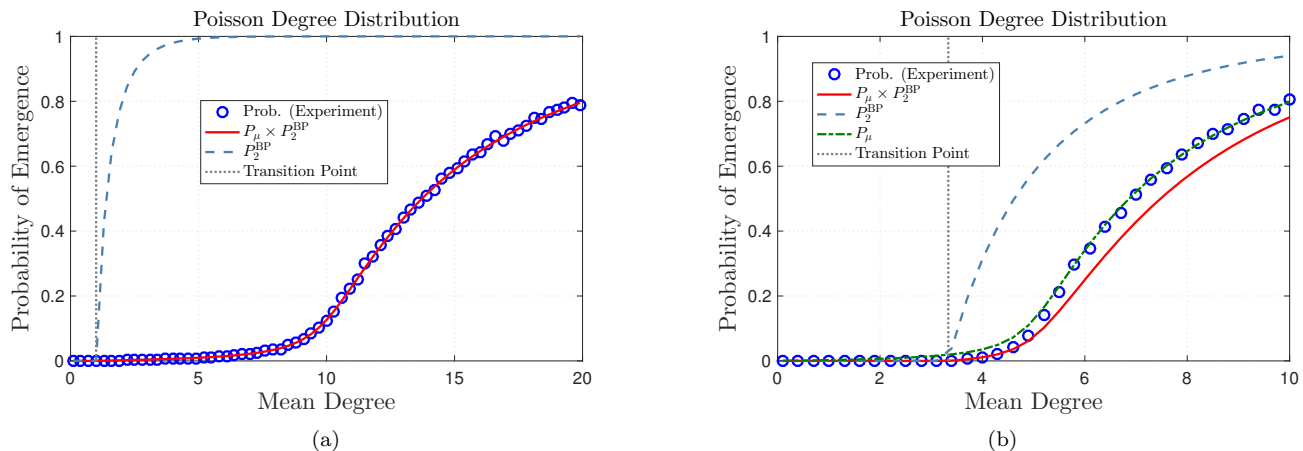 Poisson Degree Distribution
Probability of Emergence
1
0.8
0.6
0.4
0.2
0
Prob. (Experiment)
P_μ × P_2^BP
P_2^BP
Transition Point
0 5 10 15 20
Mean Degree
(a)
Poisson Degree Distribution
Probability of Emergence
1
0.8
0.6
0.4
0.2
0
Prob. (Experiment)
P_μ × P_2^BP
P_2^BP
P_μ
Transition Point
0 2 4 6 8 10
Mean Degree
(b)